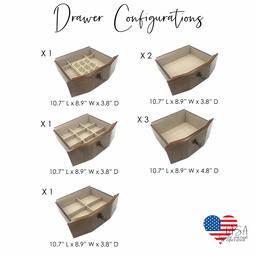 Drawer Configurations
X 1
10.7" L x 8.9" W x 3.8" D
X 2
10.7" L x 8.9" W x 3.8" D
X 1
10.7" L x 8.9" W x 3.8" D
X 3
10.7" L x 8.9" W x 4.8" D
X 1
10.7" L x 8.9" W x 3.8" D
USA